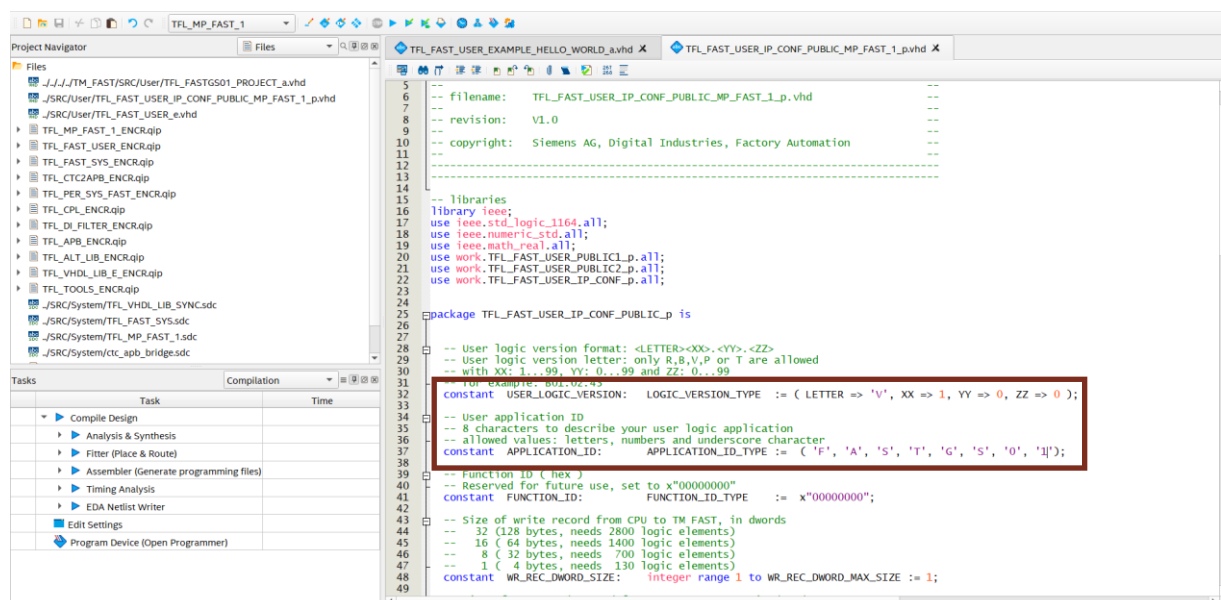 TFL_MP_FAST_1
Project Navigator
Files
Files
../../../../TM_FAST/SRC/User/TFL_FASTGS01_PROJECT_a.vhd
../SRC/User/TFL_FAST_USER_IP_CONF_PUBLIC_MP_FAST_1_p.vhd
../SRC/User/TFL_FAST_USER_e.vhd
TFL_MP_FAST_1_ENCR.qip
TFL_FAST_USER_ENCR.qip
TFL_FAST_SYS_ENCR.qip
TFL_CTC2APB_ENCR.qip
TFL_PER_SYS_FAST_ENCR.qip
TFL_CPL_ENCR.qip
TFL_DI_FILTER_ENCR.qip
TFL_APB_ENCR.qip
TFL_ALT_LIB_ENCR.qip
TFL_VHDL_LIB_E_ENCR.qip
TFL_TOOLS_ENCR.qip
../SRC/System/TFL_VHDL_LIB_SYNC.sdc
../SRC/System/TFL_FAST_SYS.sdc
../SRC/System/TFL_MP_FAST_1.sdc
../SRC/System/ctc_apb_bridge.sdc
Tasks
Compilation
Task Time
Compile Design
Analysis & Synthesis
Fitter (Place & Route)
Assembler (Generate programming files)
Timing Analysis
EDA Netlist Writer
Edit Settings
Program Device (Open Programmer)
TFL_FAST_USER_EXAMPLE_HELLO_WORLD_a.vhd
TFL_FAST_USER_IP_CONF_PUBLIC_MP_FAST_1_p.vhd
5 -- --
6 -- filename: TFL_FAST_USER_IP_CONF_PUBLIC_MP_FAST_1_p.vhd --
7 -- --
8 -- revision: V1.0 --
9 -- --
10 -- copyright: Siemens AG, Digital Industries, Factory Automation --
11 -- --
12 --------------------------------------------------------------------------------
13 --------------------------------------------------------------------------------
14
15 -- libraries
16 library ieee;
17 use ieee.std_logic_1164.all;
18 use ieee.numeric_std.all;
19 use ieee.math_real.all;
20 use work.TFL_FAST_USER_PUBLIC1_p.all;
21 use work.TFL_FAST_USER_PUBLIC2_p.all;
22 use work.TFL_FAST_USER_IP_CONF_p.all;
23
24
25 package TFL_FAST_USER_IP_CONF_PUBLIC_p is
26
27
28 -- User logic version format: <LETTER><XX>.<YY>.<ZZ>
29 -- User logic version letter: only R,B,V,P or T are allowed
30 -- with XX: 1...99, YY: 0...99 and ZZ: 0...99
31 -- for example: B01.02.43
32 constant USER_LOGIC_VERSION: LOGIC_VERSION_TYPE := ( LETTER => 'V', XX => 1, YY => 0, ZZ => 0 );
33
34 -- User application ID
35 -- 8 characters to describe your user logic application
36 -- allowed values: letters, numbers and underscore character
37 constant APPLICATION_ID: APPLICATION_ID_TYPE := ( 'F', 'A', 'S', 'T', 'G', 'S', '0', '1');
38
39 -- Function ID ( hex )
40 -- Reserved for future use, set to x"00000000"
41 constant FUNCTION_ID: FUNCTION_ID_TYPE := x"00000000";
42
43 -- Size of write record from CPU to TM FAST, in dwords
44 -- 32 (128 bytes, needs 2800 logic elements)
45 -- 16 ( 64 bytes, needs 1400 logic elements)
46 -- 8 ( 32 bytes, needs 700 logic elements)
47 -- 1 ( 4 bytes, needs 130 logic elements)
48 constant WR_REC_DWORD_SIZE: integer range 1 to WR_REC_DWORD_MAX_SIZE := 1;
49